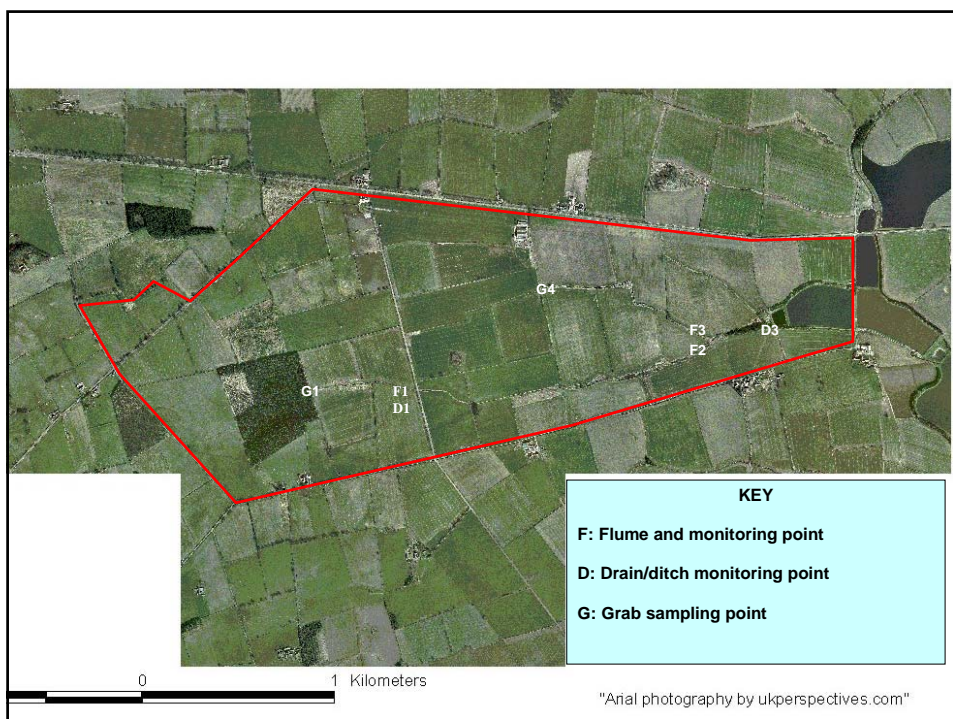 G4
F3 D3
F2
G1 F1
D1
KEY
F: Flume and monitoring point
D: Drain/ditch monitoring point
G: Grab sampling point
0 1 Kilometers
"Arial photography by ukperspectives.com"